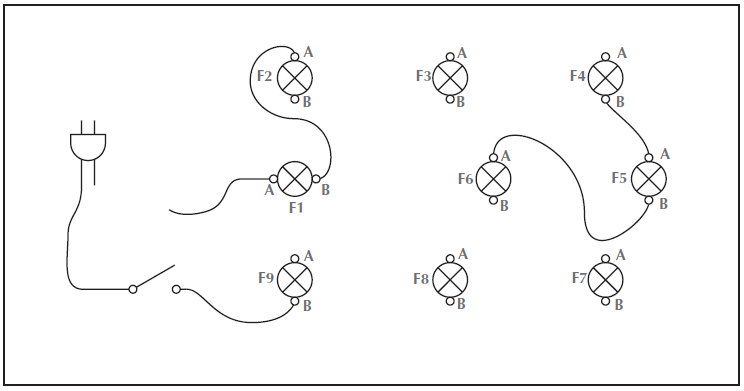 A A A
F2 F3 F4
B B B
A A
F6 F5
A B B B
F1
A A A
F9 F8 F7
B B B